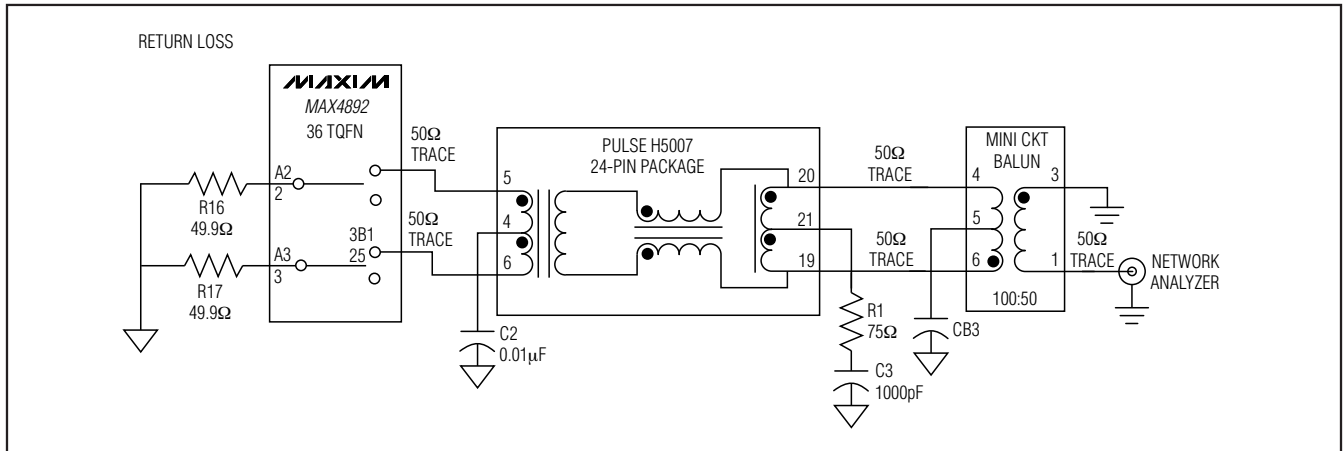 RETURN LOSS
MAXIM
MAX4892
36 TQFN
A2
2
R16
49.9Ω
A3
3
R17
49.9Ω
3B1
25
50Ω
TRACE
50Ω
TRACE
PULSE H5007
24-PIN PACKAGE
5
4
6
20
21
19
C2
0.01µF
R1
75Ω
C3
1000pF
50Ω
TRACE
50Ω
TRACE
MINI CKT
BALUN
4
5
6
3
1
100:50
CB3
50Ω
TRACE
NETWORK
ANALYZER